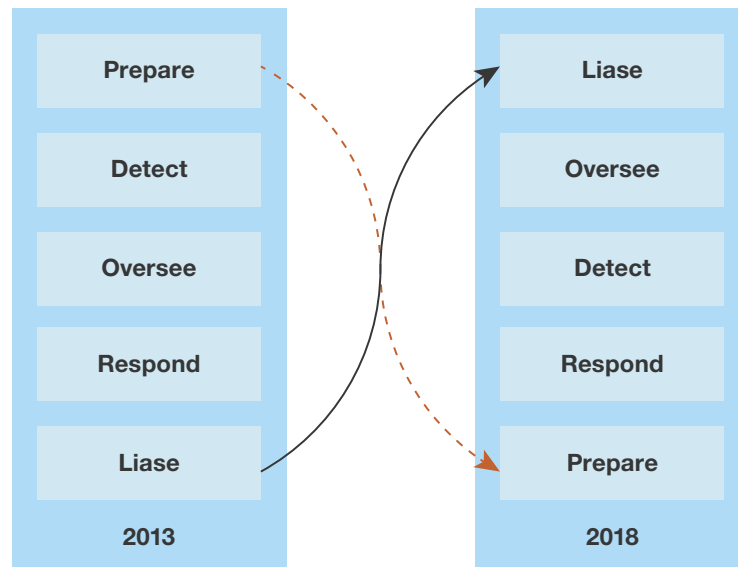 Prepare
Detect
Oversee
Respond
Liase
2013
Liase
Oversee
Detect
Respond
Prepare
2018